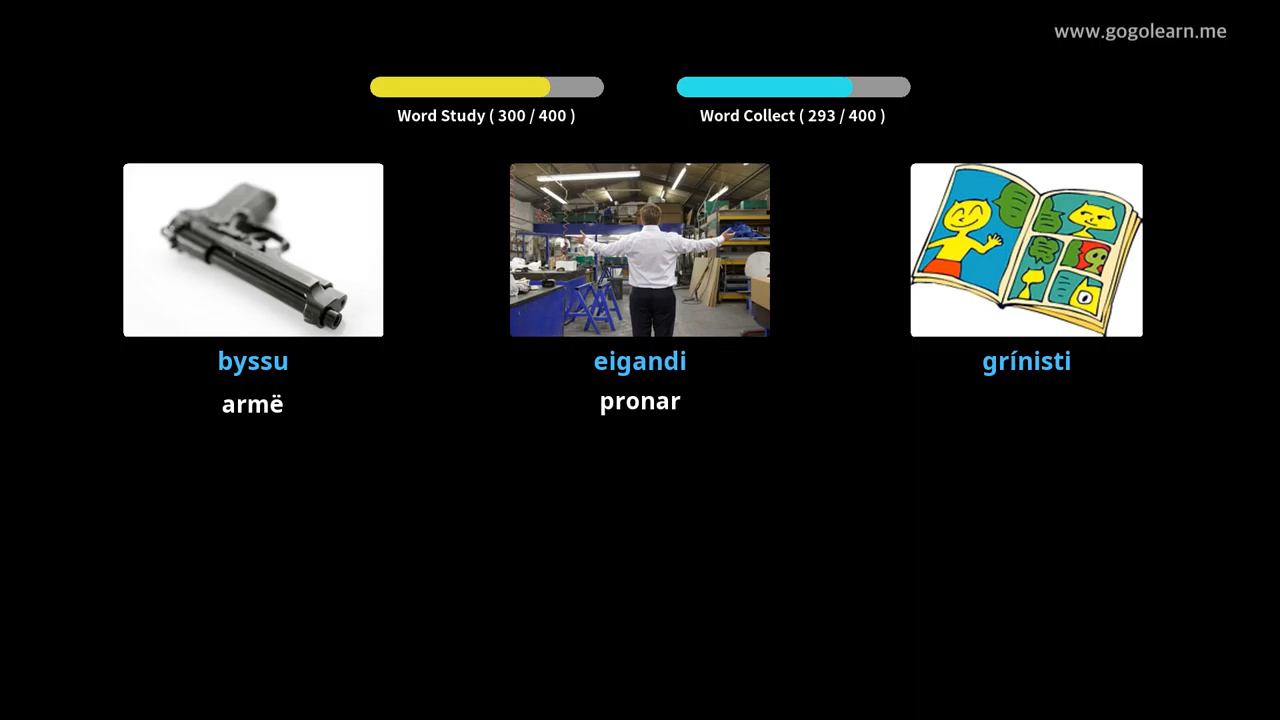 www.gogolearn.me
Word Study ( 300 / 400 )
Word Collect ( 293 / 400 )
byssu
eigandi
grínisti
armë
pronar